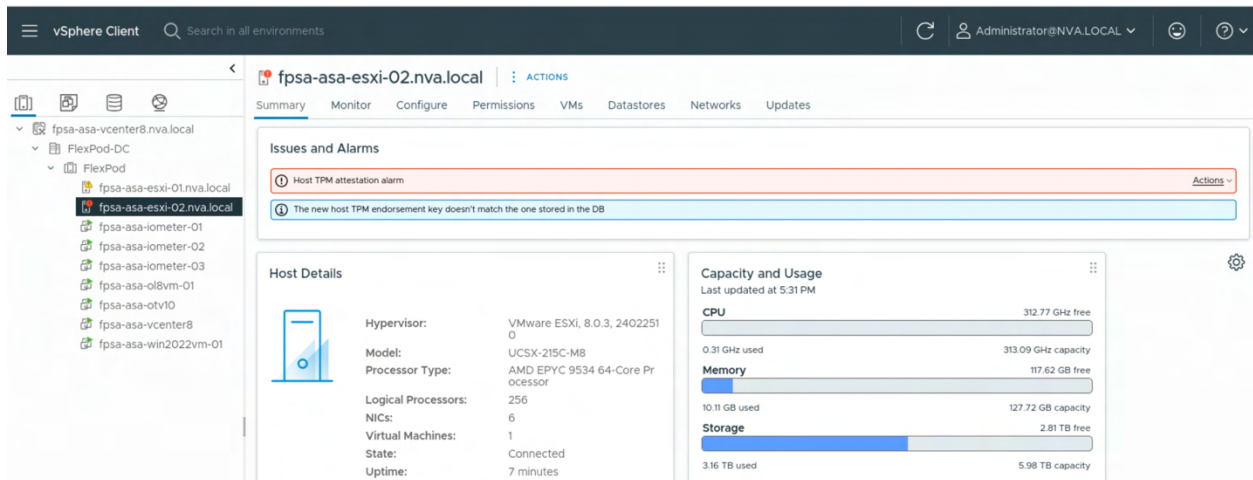 vSphere Client
Search in all environments
Administrator@NVA.LOCAL
fpsa-asa-vcenter8.nva.local
FlexPod-DC
FlexPod
fpsa-asa-esxi-01.nva.local
fpsa-asa-esxi-02.nva.local
fpsa-asa-iometer-01
fpsa-asa-iometer-02
fpsa-asa-iometer-03
fpsa-asa-ol8vm-01
fpsa-asa-otv10
fpsa-asa-vcenter8
fpsa-asa-win2022vm-01
fpsa-asa-esxi-02.nva.local ACTIONS
Summary Monitor Configure Permissions VMs Datastores Networks Updates
Issues and Alarms
Host TPM attestation alarm Actions
The new host TPM endorsement key doesn't match the one stored in the DB
Host Details
Hypervisor: VMware ESXi, 8.0.3, 2402251
0
Model: UCSX-215C-M8
Processor Type: AMD EPYC 9534 64-Core Pr
ocessor
Logical Processors: 256
NICs: 6
Virtual Machines: 1
State: Connected
Uptime: 7 minutes
Capacity and Usage
Last updated at 5:31 PM
CPU 312.77 GHz free
0.31 GHz used 313.09 GHz capacity
Memory 117.62 GB free
10.11 GB used 127.72 GB capacity
Storage 2.81 TB free
3.16 TB used 5.98 TB capacity